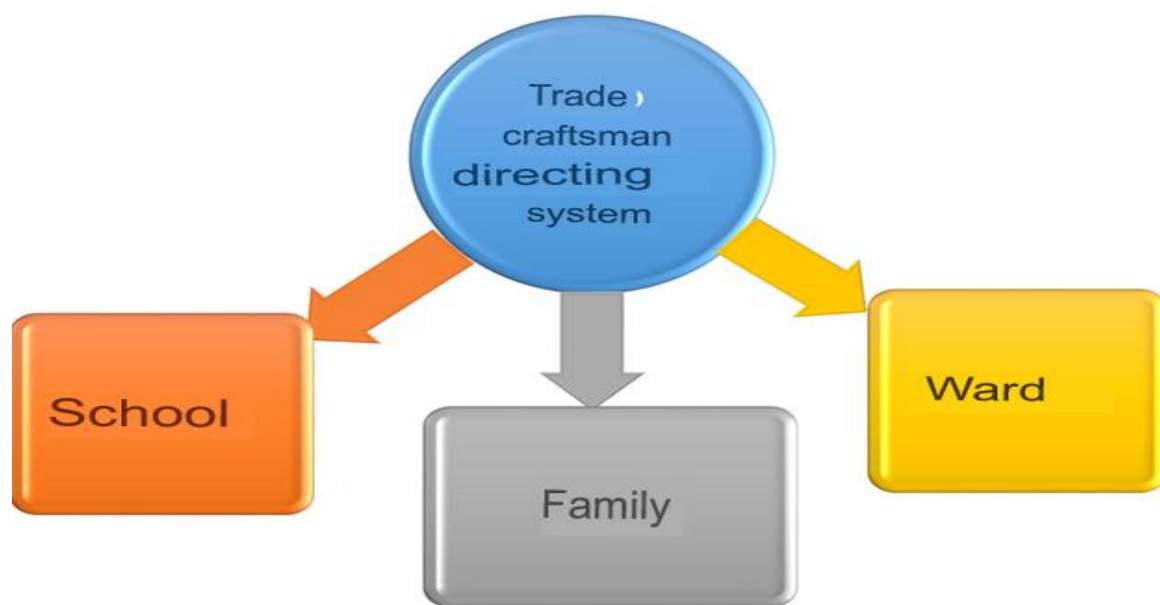 Trade )
craftsman
directing
system
School
Family
Ward